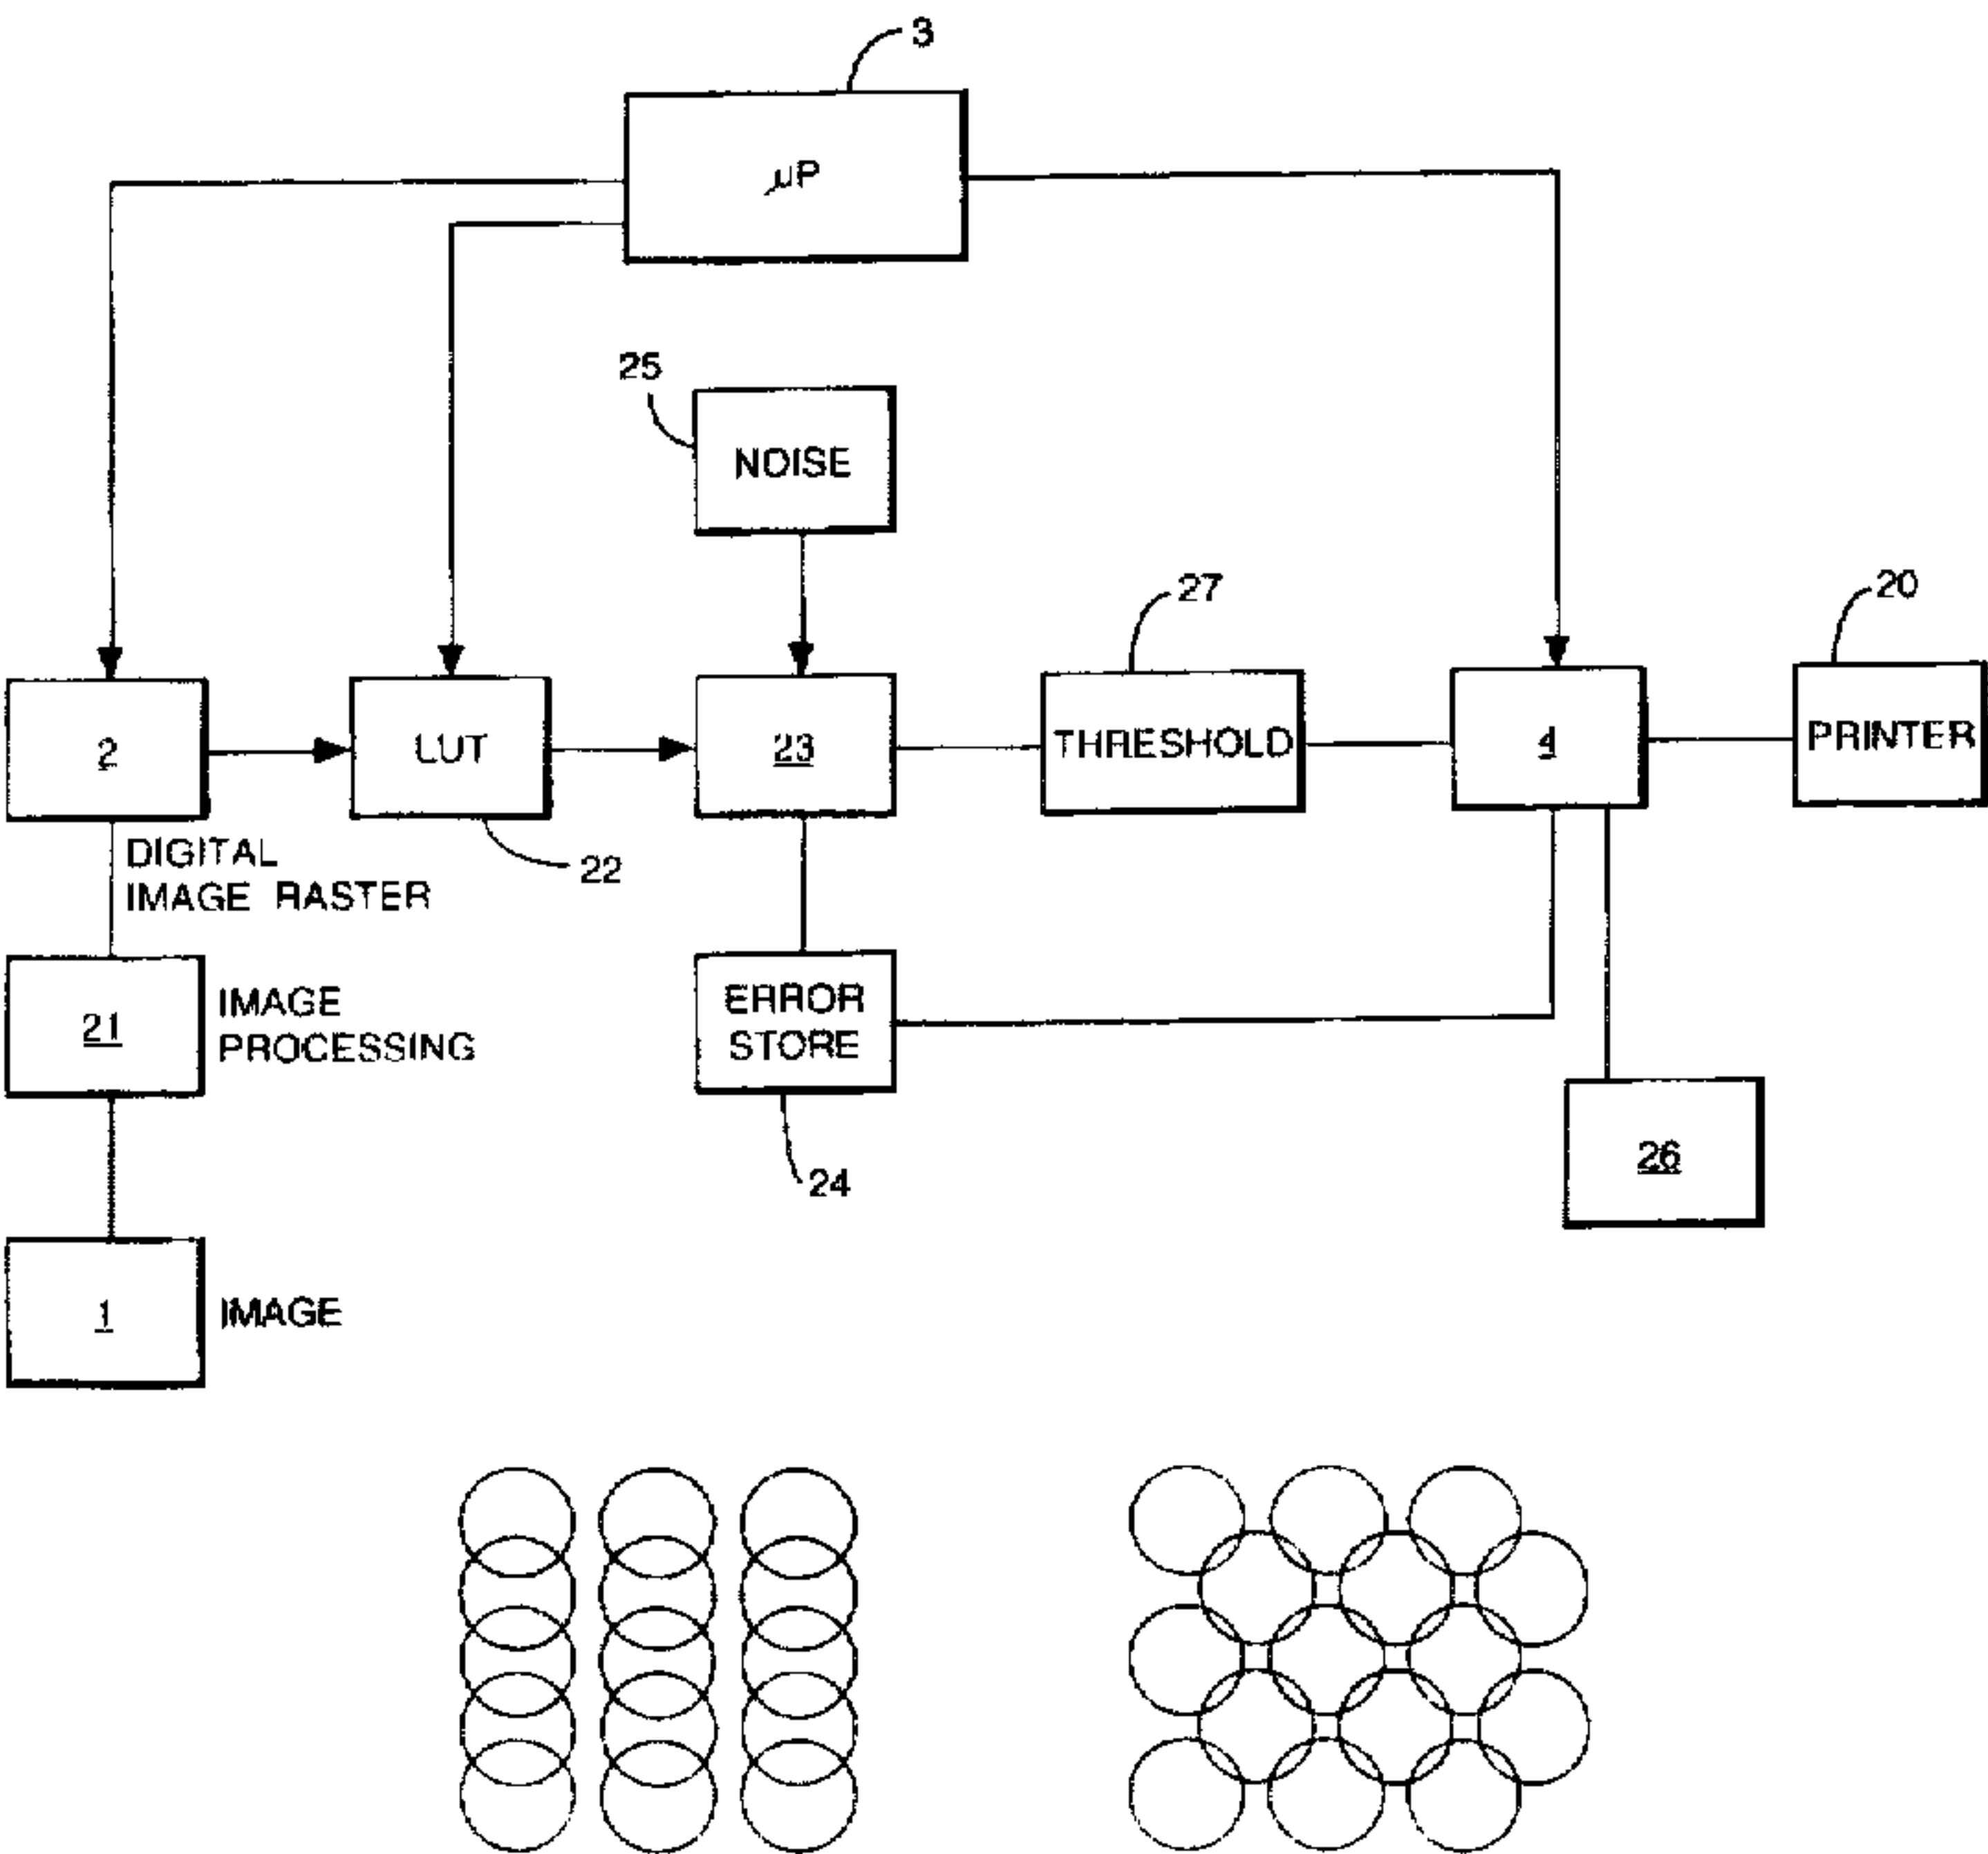 3
µP
25
NOISE
27
20
2
LUT
23
THRESHOLD
4
PRINTER
DIGITAL
IMAGE RASTER
22
21
IMAGE
PROCESSING
ERROR
STORE
24
26
1
IMAGE